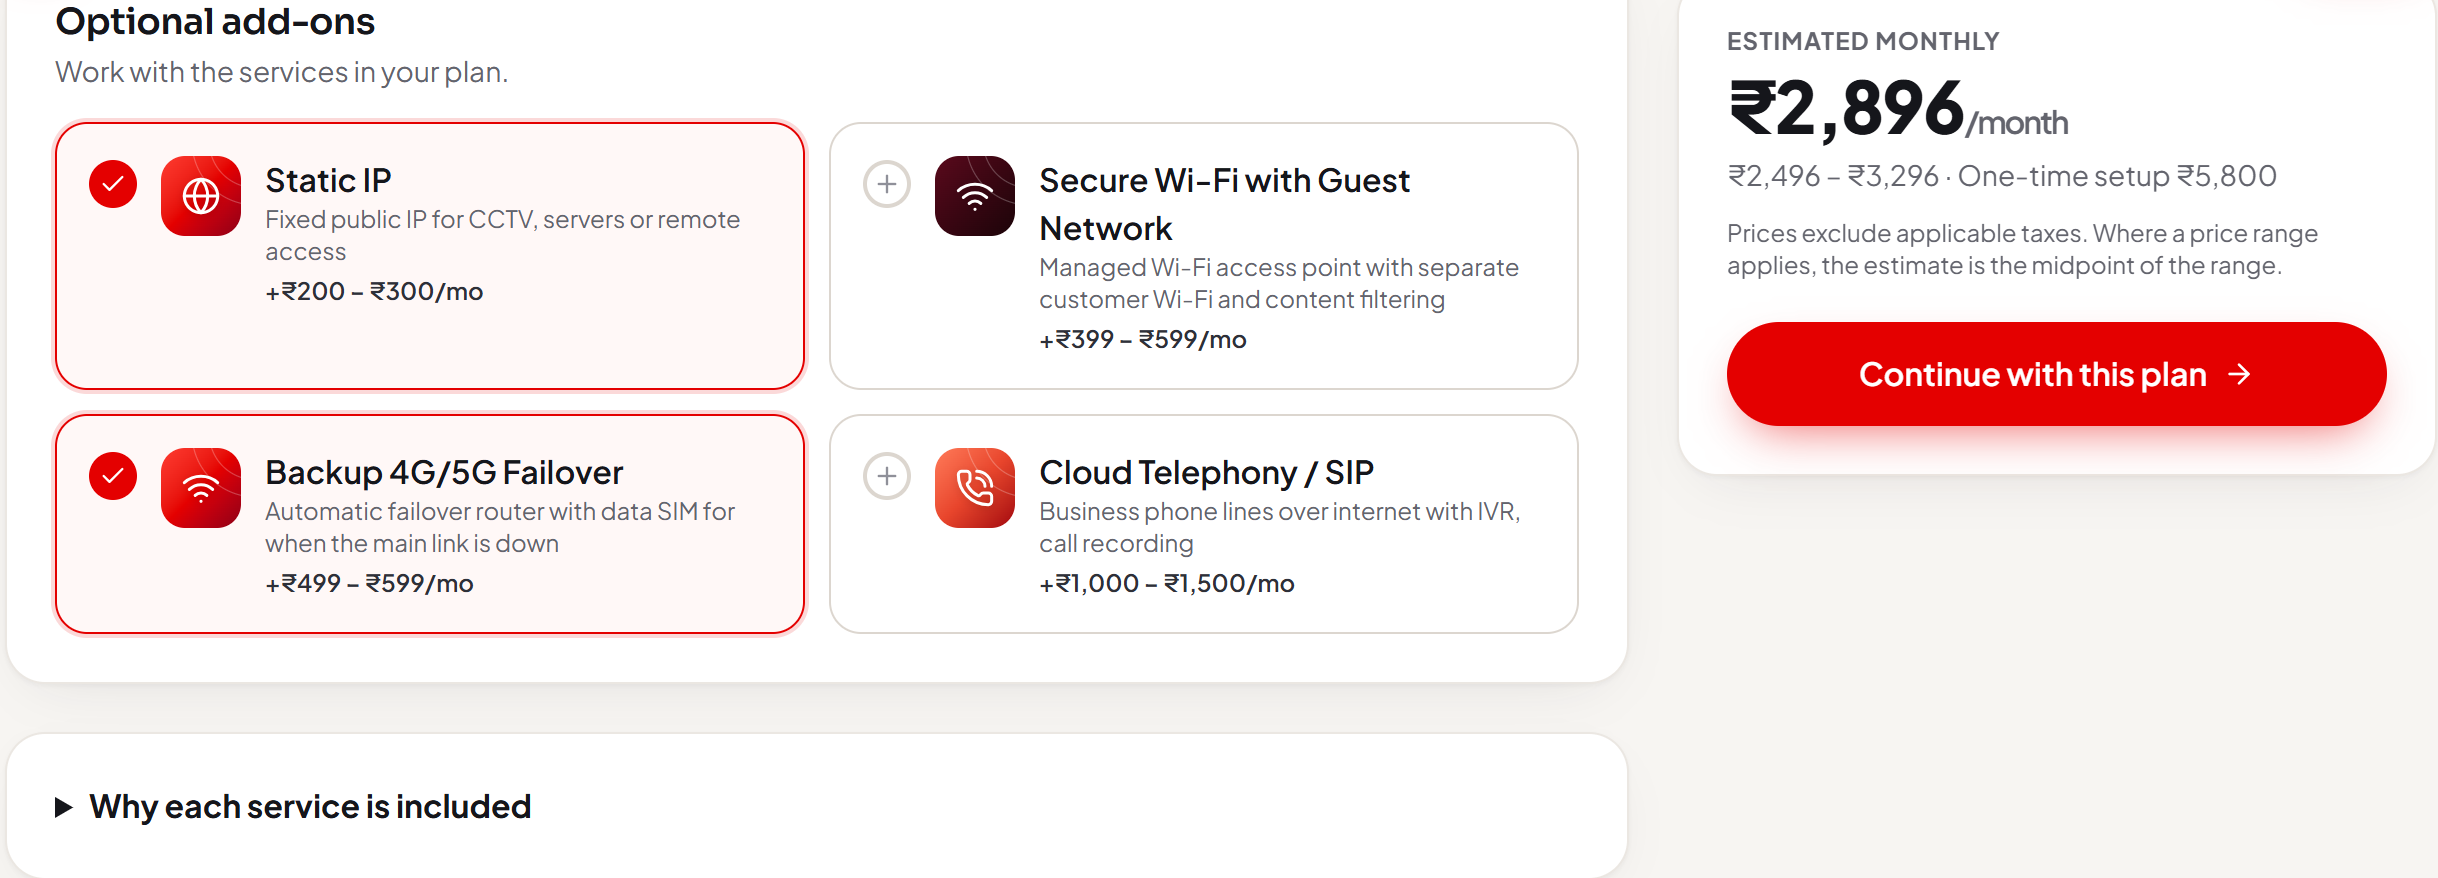 Optional add-ons
Work with the services in your plan.
Static IP
Fixed public IP for CCTV, servers or remote
access
+₹200 – ₹300/mo
Secure Wi-Fi with Guest
Network
Managed Wi-Fi access point with separate
customer Wi-Fi and content filtering
+₹399 – ₹599/mo
Backup 4G/5G Failover
Automatic failover router with data SIM for
when the main link is down
+₹499 – ₹599/mo
Cloud Telephony / SIP
Business phone lines over internet with IVR,
call recording
+₹1,000 – ₹1,500/mo
Why each service is included
ESTIMATED MONTHLY
₹2,896/month
₹2,496 – ₹3,296 · One-time setup ₹5,800
Prices exclude applicable taxes. Where a price range
applies, the estimate is the midpoint of the range.
Continue with this plan →